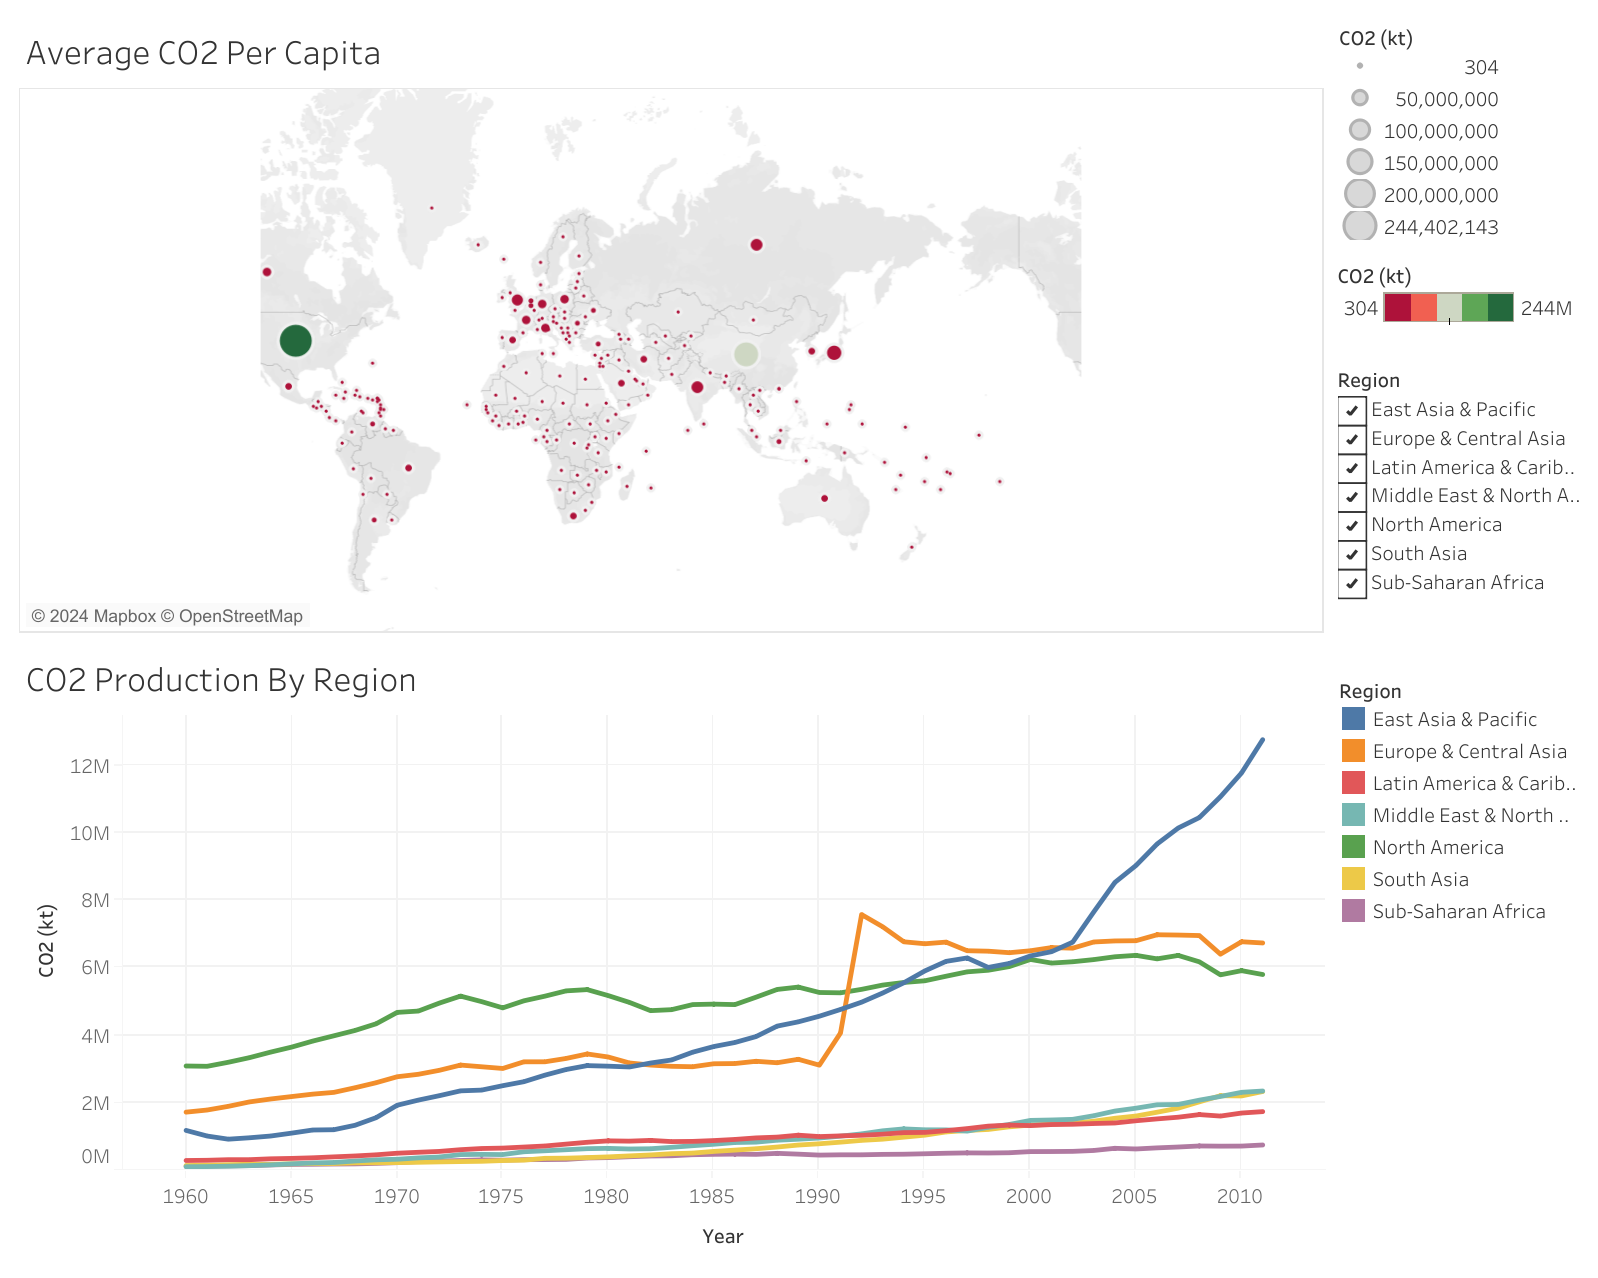 Average CO2 Per Capita
© 2024 Mapbox © OpenStreetMap
CO2 (kt)
304
50,000,000
100,000,000
150,000,000
200,000,000
244,402,143
CO2 (kt)
304 244M
Region
East Asia & Pacific
Europe & Central Asia
Latin America & Carib..
Middle East & North A..
North America
South Asia
Sub-Saharan Africa
CO2 Production By Region
CO2 (kt)
12M
10M
8M
6M
4M
2M
0M
1960 1965 1970 1975 1980 1985 1990 1995 2000 2005 2010
Year
Region
East Asia & Pacific
Europe & Central Asia
Latin America & Carib..
Middle East & North ..
North America
South Asia
Sub-Saharan Africa